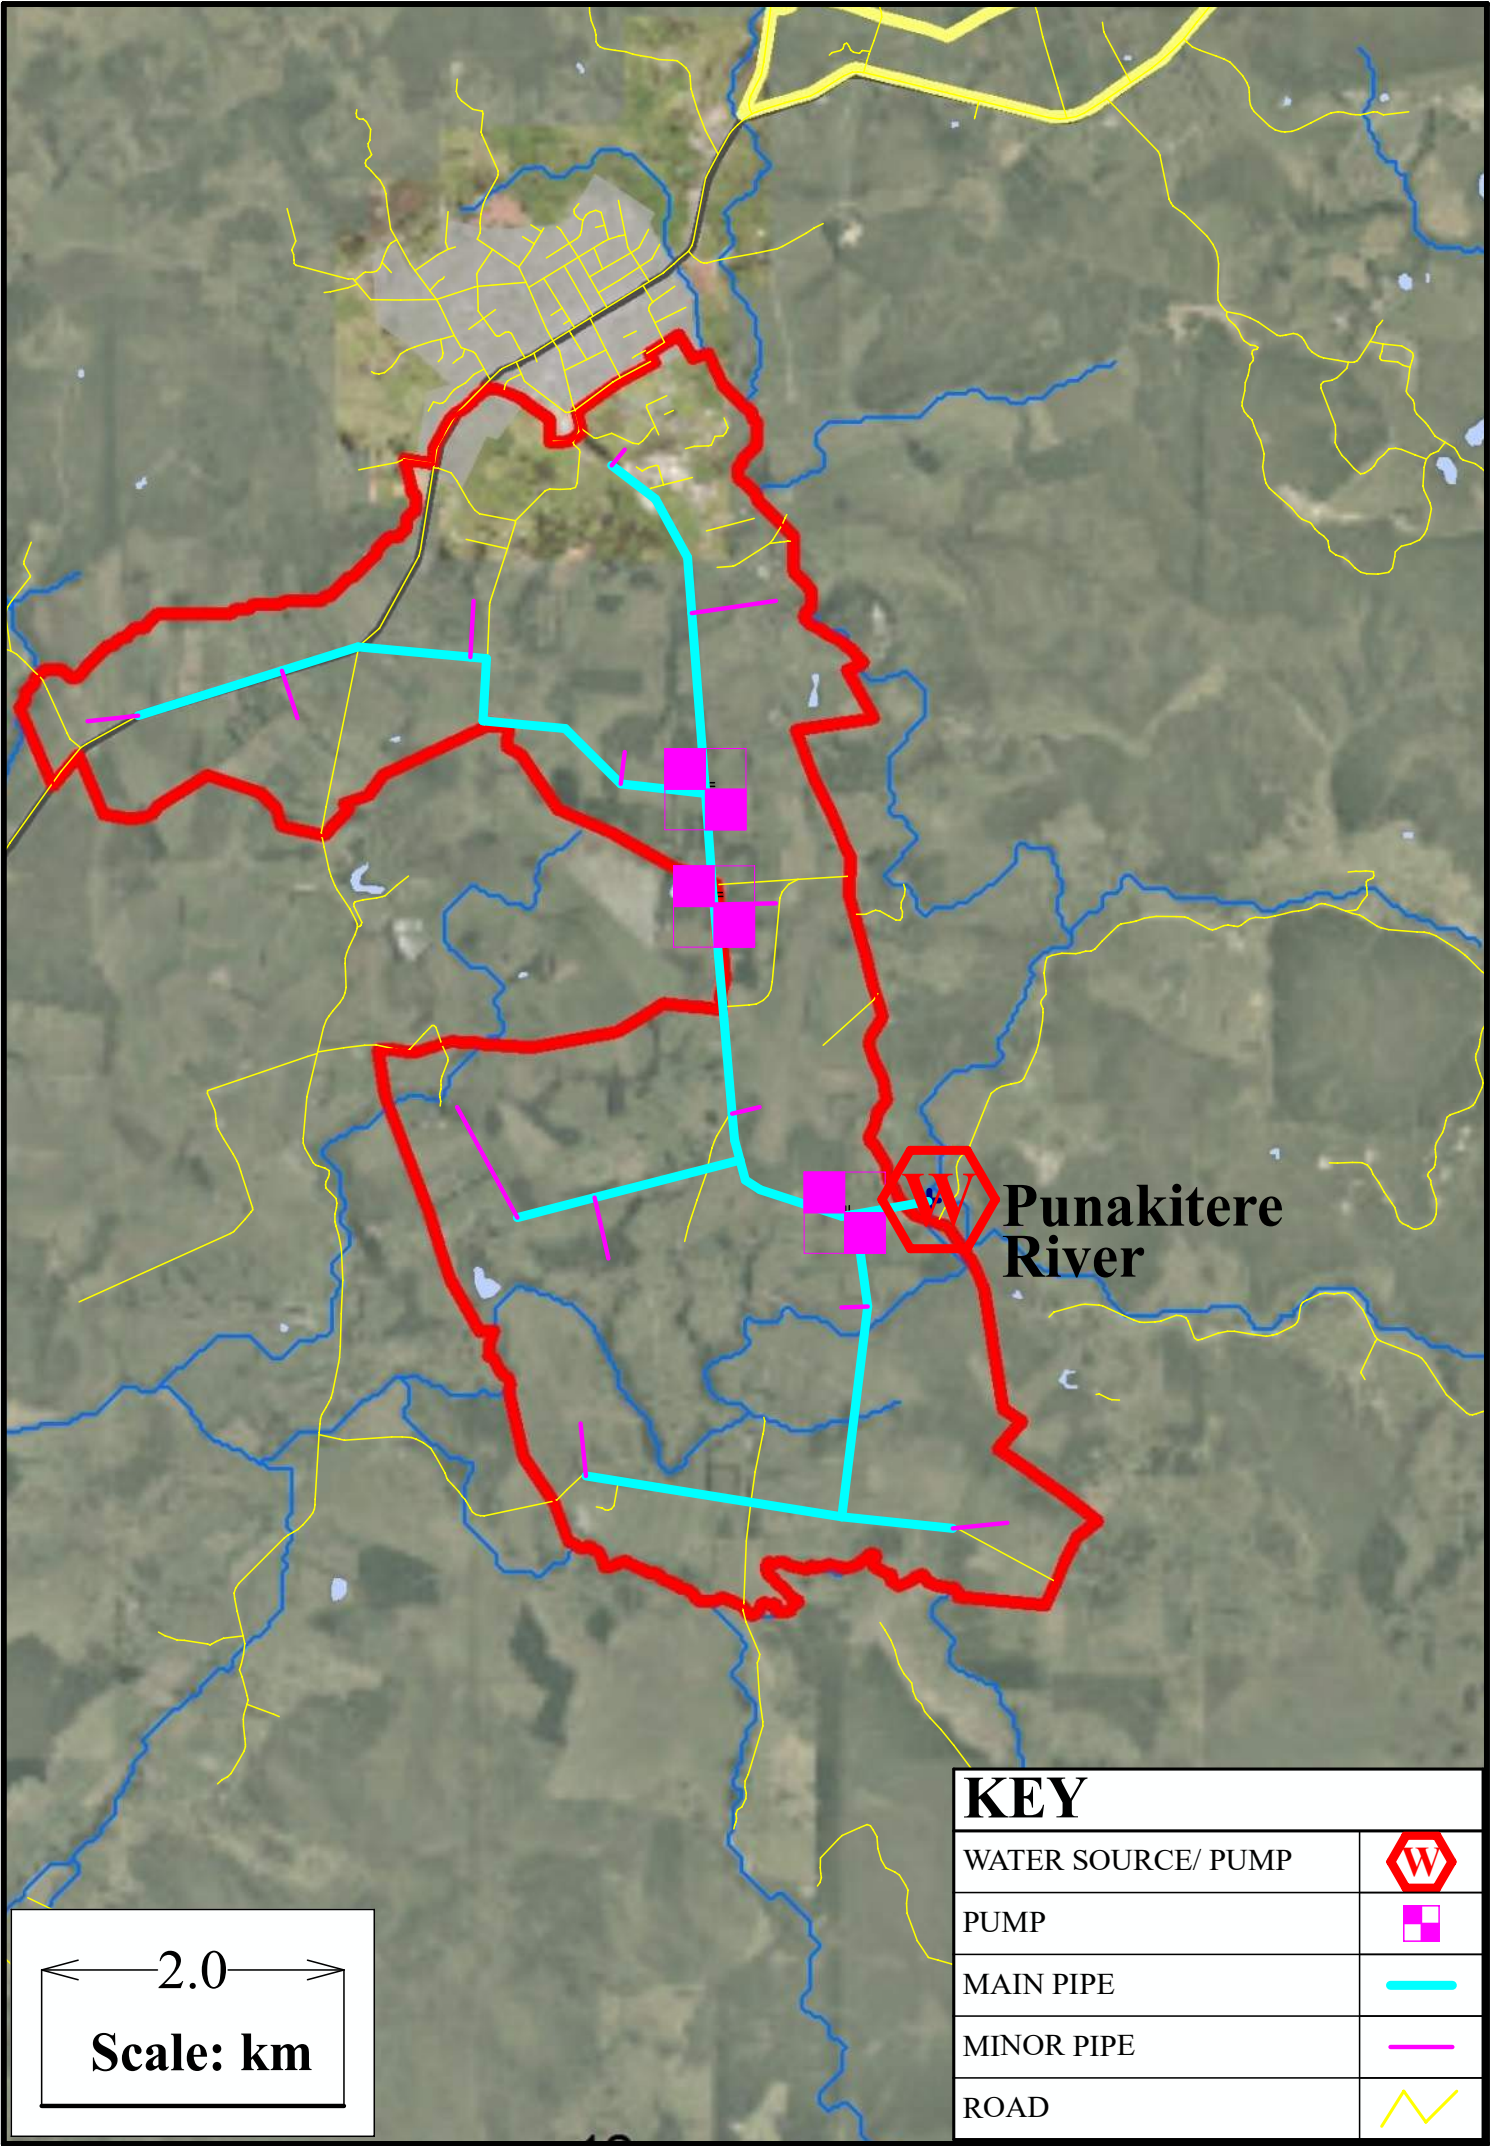 W
Punakitere
River
KEY
WATER SOURCE/ PUMP
W
PUMP
MAIN PIPE
MINOR PIPE
ROAD
2.0
Scale: km